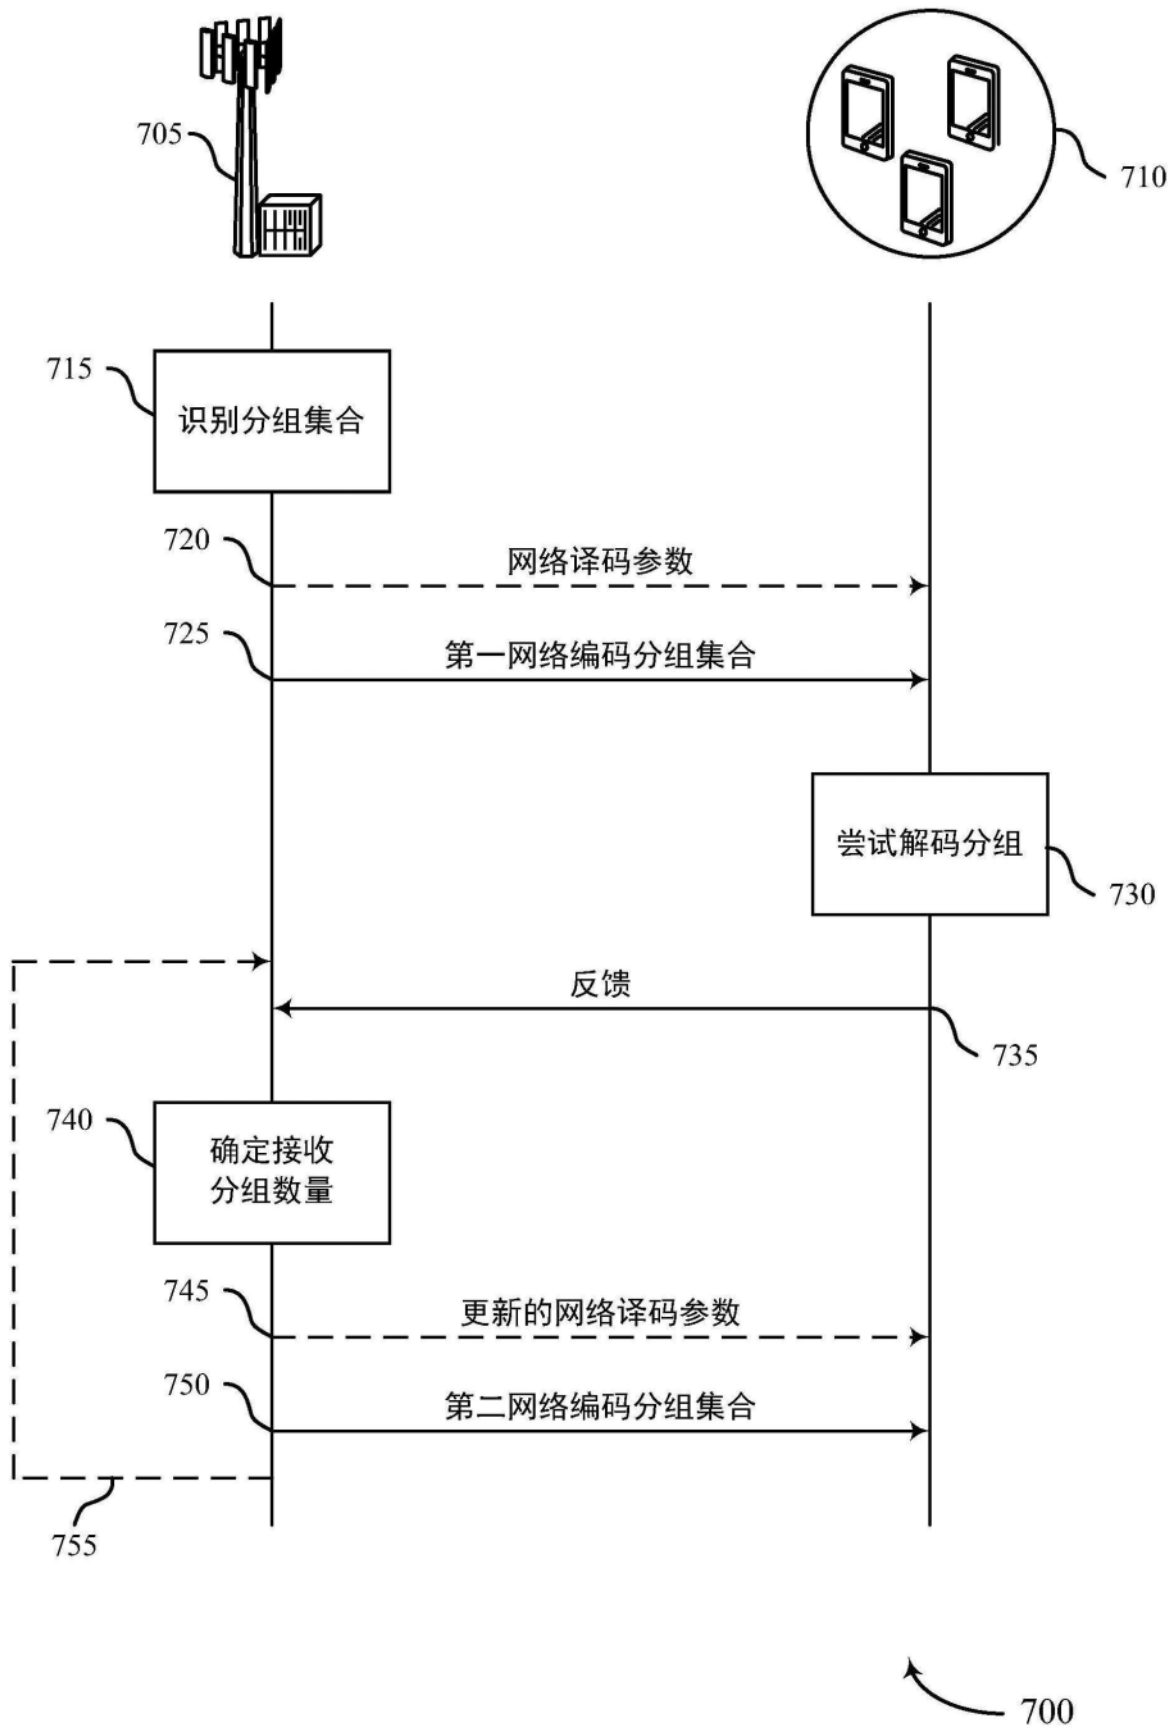 705
710
715
识别分组集合
720
网络译码参数
725
第一网络编码分组集合
尝试解码分组
730
反馈
735
740
确定接收
分组数量
745
更新的网络译码参数
750
第二网络编码分组集合
755
700